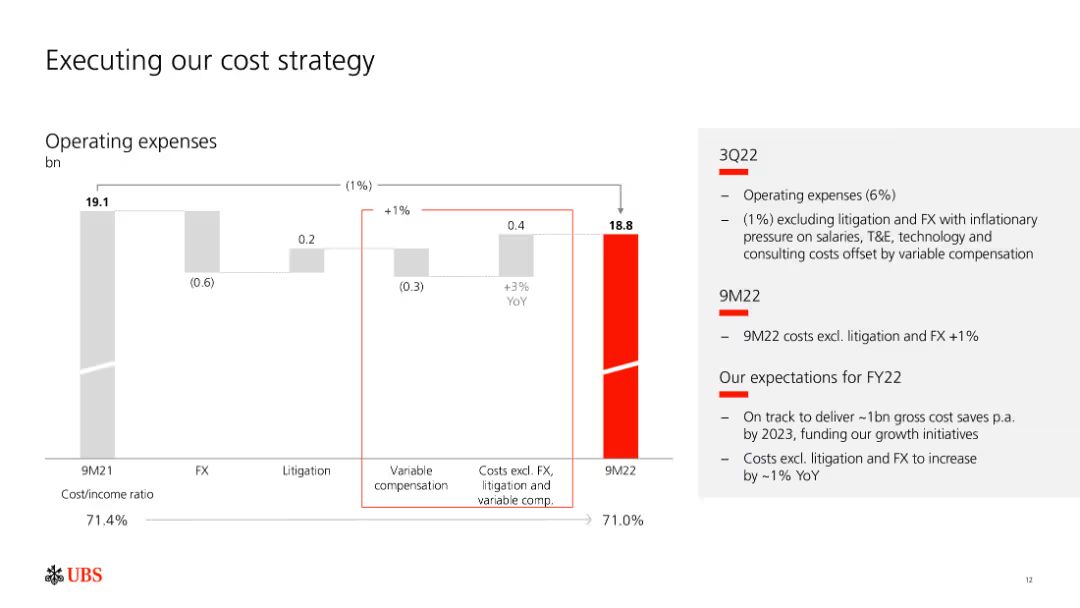 Executing our cost strategy
Operating expenses
bn
(1%)
19.1
+1%
0.2
0.4
18.8
(0.6)
(0.3)
+3%
YoY
9M21
FX
Litigation
Variable
compensation
Costs excl. FX,
litigation and
variable comp.
9M22
Cost/income ratio
71.4%
71.0%
3Q22
– Operating expenses (6%)
– (1%) excluding litigation and FX with inflationary
pressure on salaries, T&E, technology and
consulting costs offset by variable compensation
9M22
– 9M22 costs excl. litigation and FX +1%
Our expectations for FY22
– On track to deliver ~1bn gross cost saves p.a.
by 2023, funding our growth initiatives
– Costs excl. litigation and FX to increase
by ~1% YoY
UBS
12